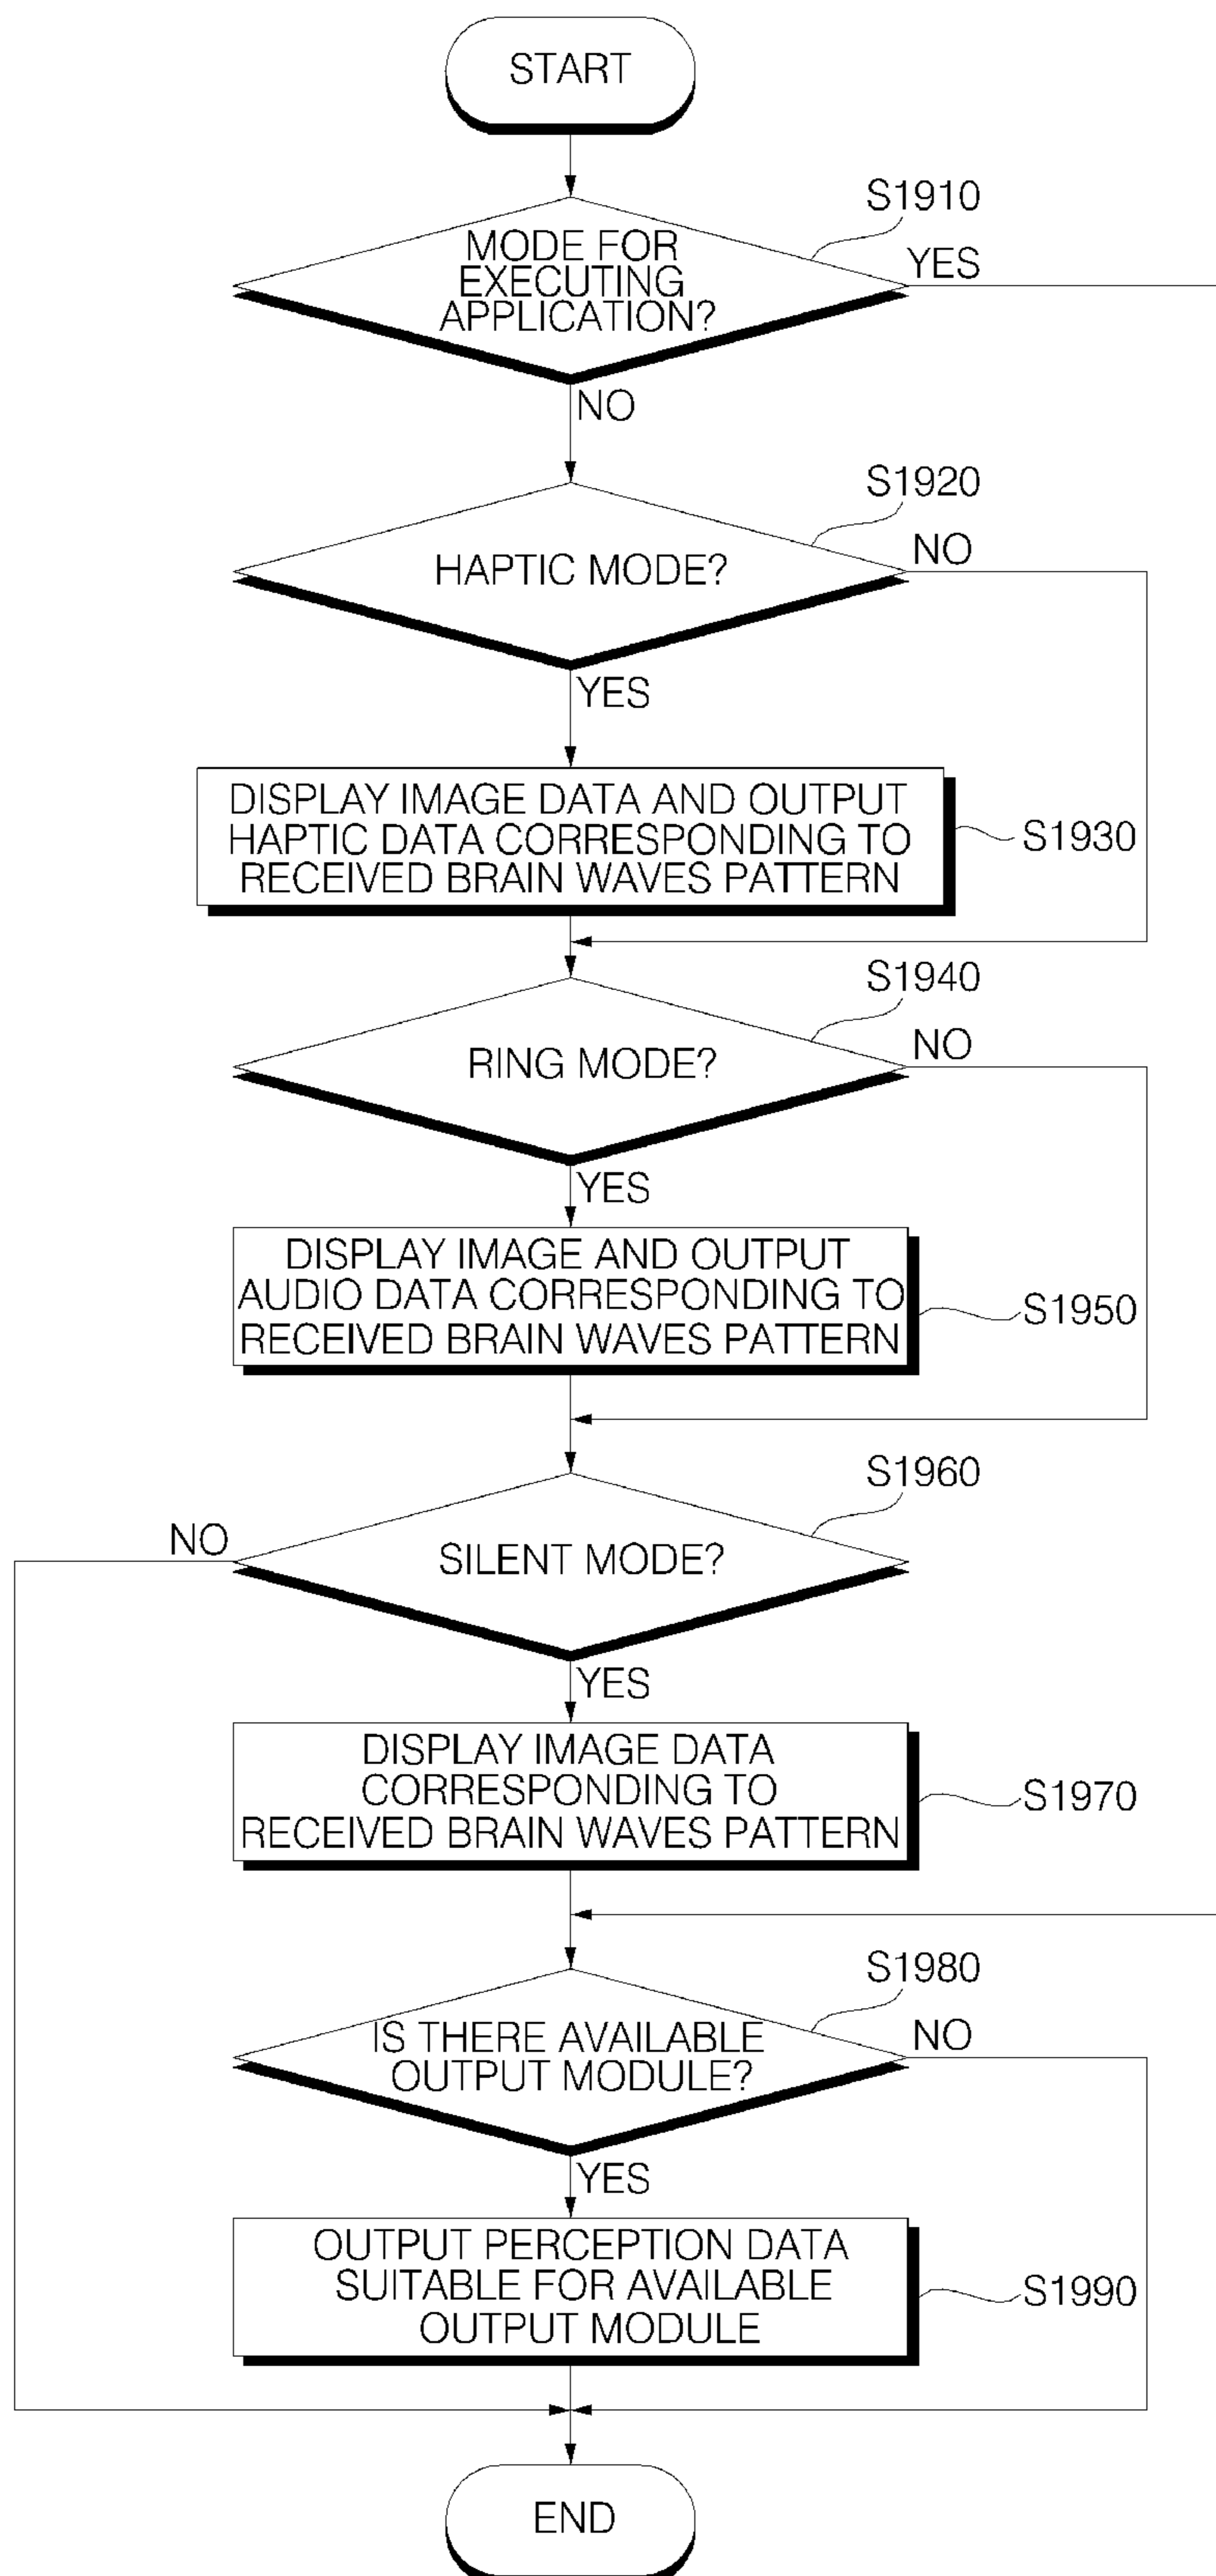 START
S1910
MODE FOR
EXECUTING
APPLICATION?
YES
NO
S1920
HAPTIC MODE?
NO
YES
DISPLAY IMAGE DATA AND OUTPUT
HAPTIC DATA CORRESPONDING TO
RECEIVED BRAIN WAVES PATTERN
S1930
S1940
RING MODE?
NO
YES
DISPLAY IMAGE AND OUTPUT
AUDIO DATA CORRESPONDING TO
RECEIVED BRAIN WAVES PATTERN
S1950
S1960
NO
SILENT MODE?
YES
DISPLAY IMAGE DATA
CORRESPONDING TO
RECEIVED BRAIN WAVES PATTERN
S1970
S1980
IS THERE AVAILABLE
OUTPUT MODULE?
NO
YES
OUTPUT PERCEPTION DATA
SUITABLE FOR AVAILABLE
OUTPUT MODULE
S1990
END